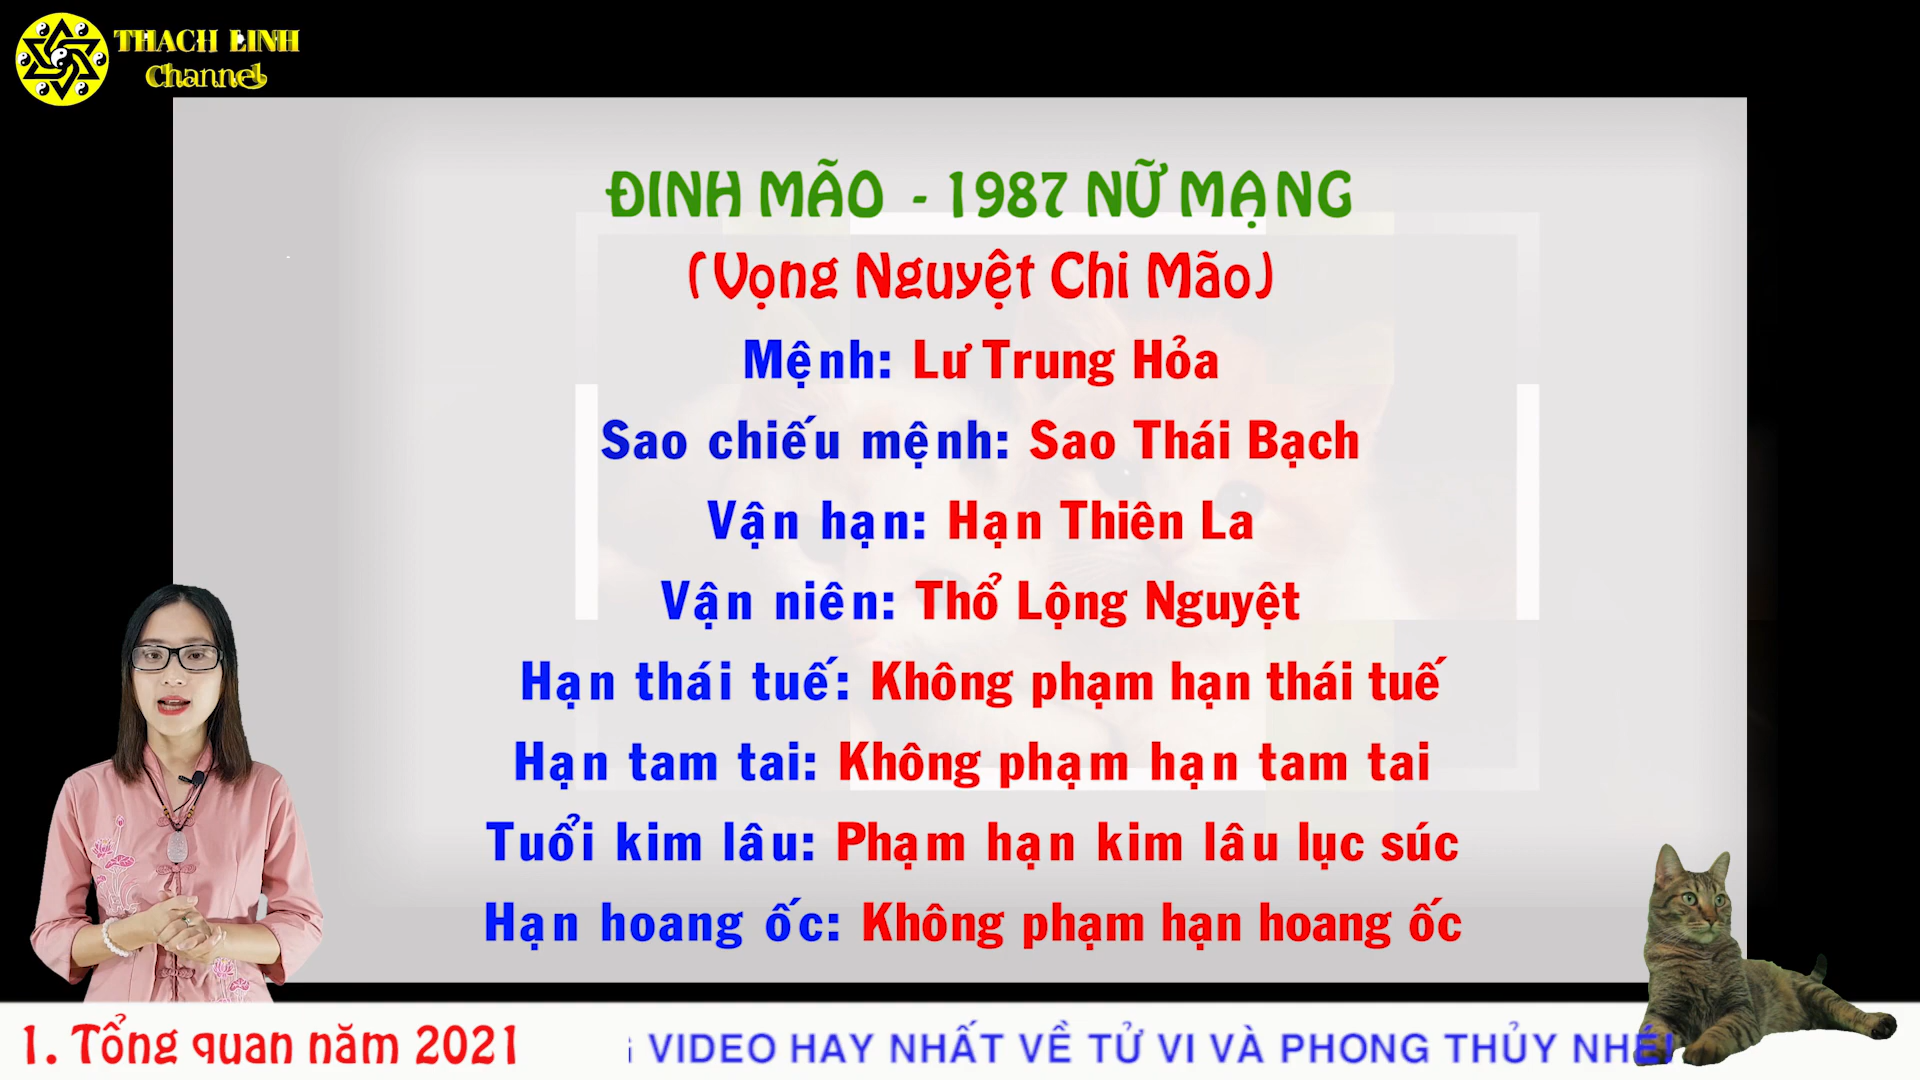 THACH LINH
Channel
ĐINH MÃO - 1987 NỮ MẠNG
(Vọng Nguyệt Chi Mão)
Mệnh: Lư Trung Hỏa
Sao chiếu mệnh: Sao Thái Bạch
Vận hạn: Hạn Thiên La
Vận niên: Thổ Lộng Nguyệt
Hạn thái tuế: Không phạm hạn thái tuế
Hạn tam tai: Không phạm hạn tam tai
Tuổi kim lâu: Phạm hạn kim lâu lục súc
Hạn hoang ốc: Không phạm hạn hoang ốc
1. Tổng quan năm 2021
VIDEO HAY NHẤT VỀ TỬ VI VÀ PHONG THỦY NHÉ!